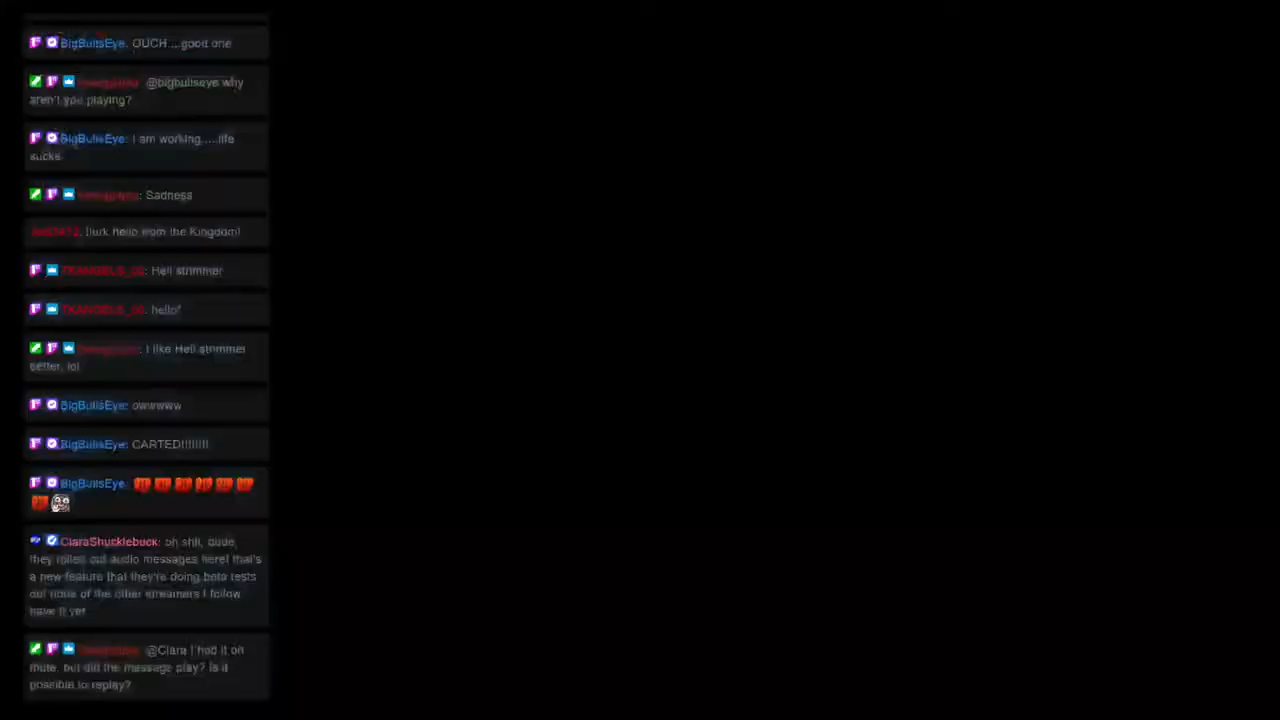 BigBullsEye: OUCH ...good one
@bigbullseye why
aren't you playing?
BigBullsEye: I am working.....life
sucks
: Sadness
: !lurk hello from the Kingdom!
TKANGELS_00: Hell strimmer
TKANGELS_00: hello*
: I like Hell strimmer
better, lol
BigBullsEye: owwwww
BigBullsEye: CARTED!!!!!!!!
BigBullsEye:
ClaraShucklebuck: oh shit, dude,
they rolled out audio messages here! that's
a new feature that they're doing beta tests
out none of the other streamers I follow
have it yet
@Clara I had it on
mute, but did the message play? Is it
possible to replay?